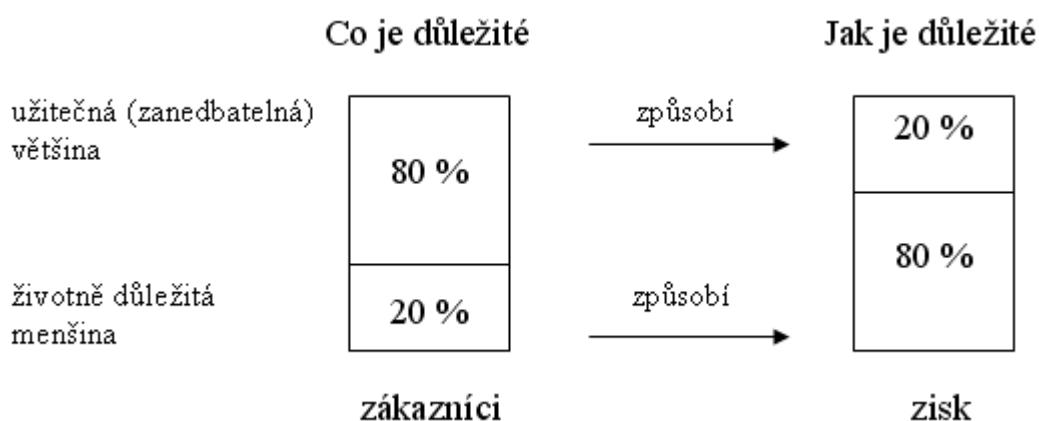 Co je důležité
Jak je důležité
užitečná (zanedbatelná)
většina
80 %
způsobí
20 %
80 %
životně důležitá
menšina
20 %
způsobí
zákazníci
zisk